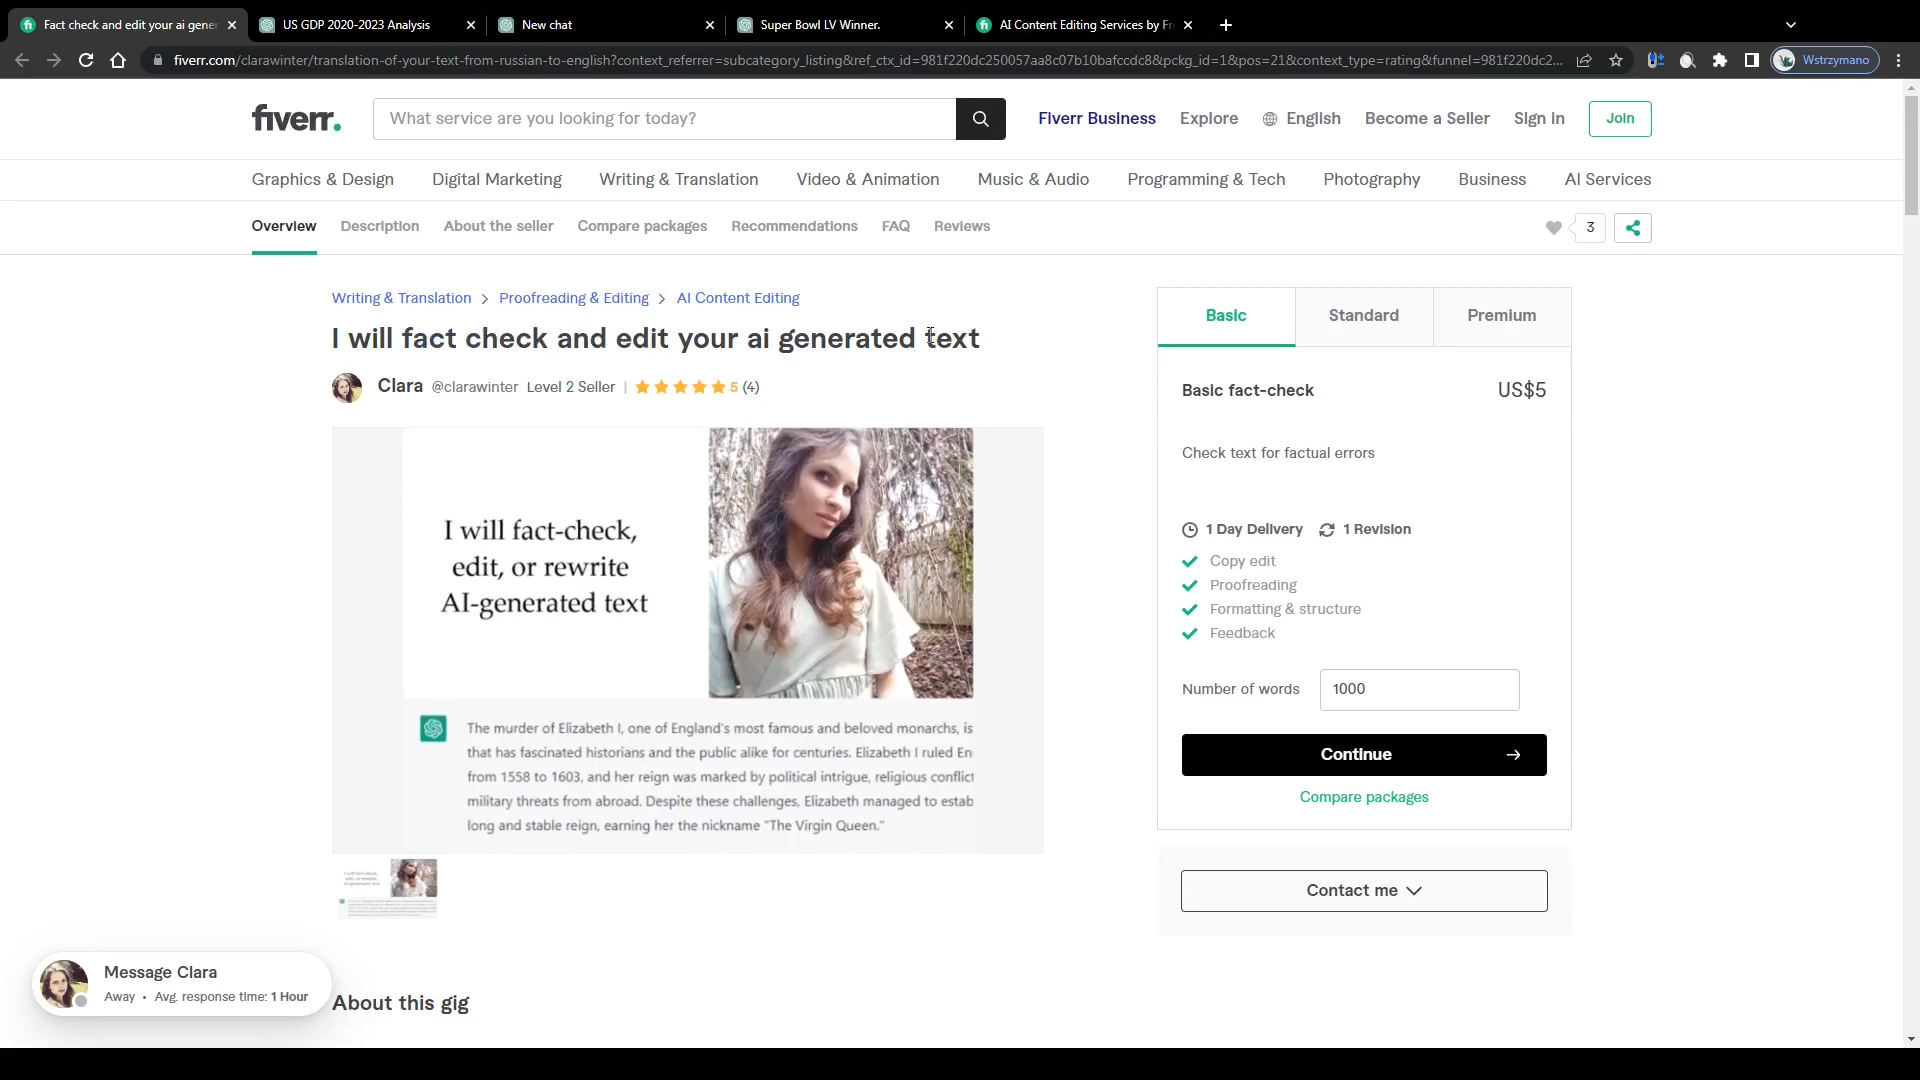 Fact check and edit your ai gene
US GDP 2020-2023 Analysis
New chat
Super Bowl LV Winner.
AI Content Editing Services by Fr
fiverr.com/clarawinter/translation-of-your-text-from-russian-to-english?context_referrer=subcategory_listing&ref_ctx_id=981f220dc250057aa8c07b10bafccdc8&pckg_id=1&pos=21&context_type=rating&funnel=981f220dc2...
Wstrzymano
fiverr.
What service are you looking for today?
Fiverr Business
Explore
English
Become a Seller
Sign in
Join
Graphics & Design
Digital Marketing
Writing & Translation
Video & Animation
Music & Audio
Programming & Tech
Photography
Business
AI Services
Overview
Description
About the seller
Compare packages
Recommendations
FAQ
Reviews
3
Writing & Translation > Proofreading & Editing > AI Content Editing
I will fact check and edit your ai generated text
Clara @clarawinter Level 2 Seller | 5 (4)
I will fact-check,
edit, or rewrite
AI-generated text
The murder of Elizabeth I, one of England's most famous and beloved monarchs, is
that has fascinated historians and the public alike for centuries. Elizabeth I ruled En
from 1558 to 1603, and her reign was marked by political intrigue, religious conflict
military threats from abroad. Despite these challenges, Elizabeth managed to estab
long and stable reign, earning her the nickname "The Virgin Queen."
Basic
Standard
Premium
Basic fact-check
US$5
Check text for factual errors
1 Day Delivery
1 Revision
Copy edit
Proofreading
Formatting & structure
Feedback
Number of words
1000
Continue
Compare packages
Contact me
Message Clara
Away • Avg. response time: 1 Hour
About this gig